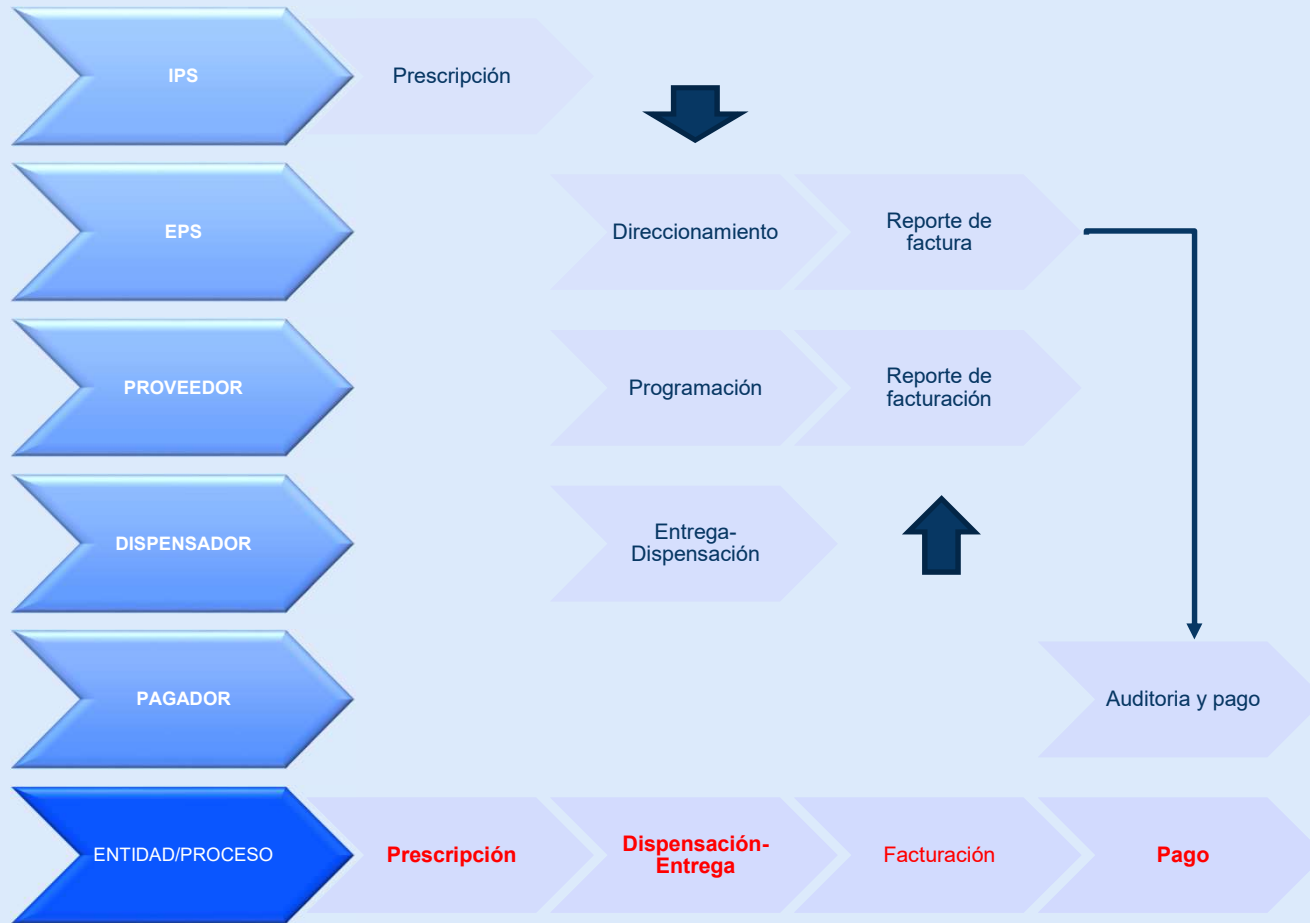 IPS
Prescripción
EPS
Direccionamiento
Reporte de
factura
PROVEEDOR
Programación
Reporte de
facturación
DISPENSADOR
Entrega-
Dispensación
PAGADOR
Auditoria y pago
ENTIDAD/PROCESO
Prescripción
Dispensación-
Entrega
Facturación
Pago